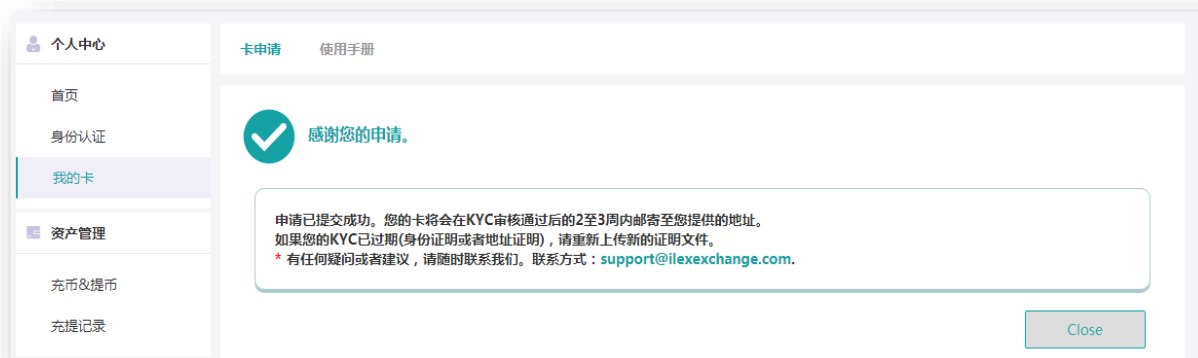 个人中心
首页
身份认证
我的卡
资产管理
充币&提币
充提记录
卡申请 使用手册
感谢您的申请。
申请已提交成功。您的卡将会在KYC审核通过后的2至3周内邮寄至您提供的地址。
如果您的KYC已过期(身份证明或者地址证明)，请重新上传新的证明文件。
* 有任何疑问或者建议，请随时联系我们。联系方式：support@ilexexchange.com.
Close